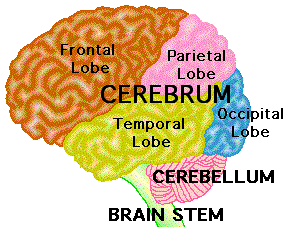 Frontal
Lobe
Parietal
Lobe
CEREBRUM
Occipital
Lobe
Temporal
Lobe
CEREBELLUM
BRAIN STEM